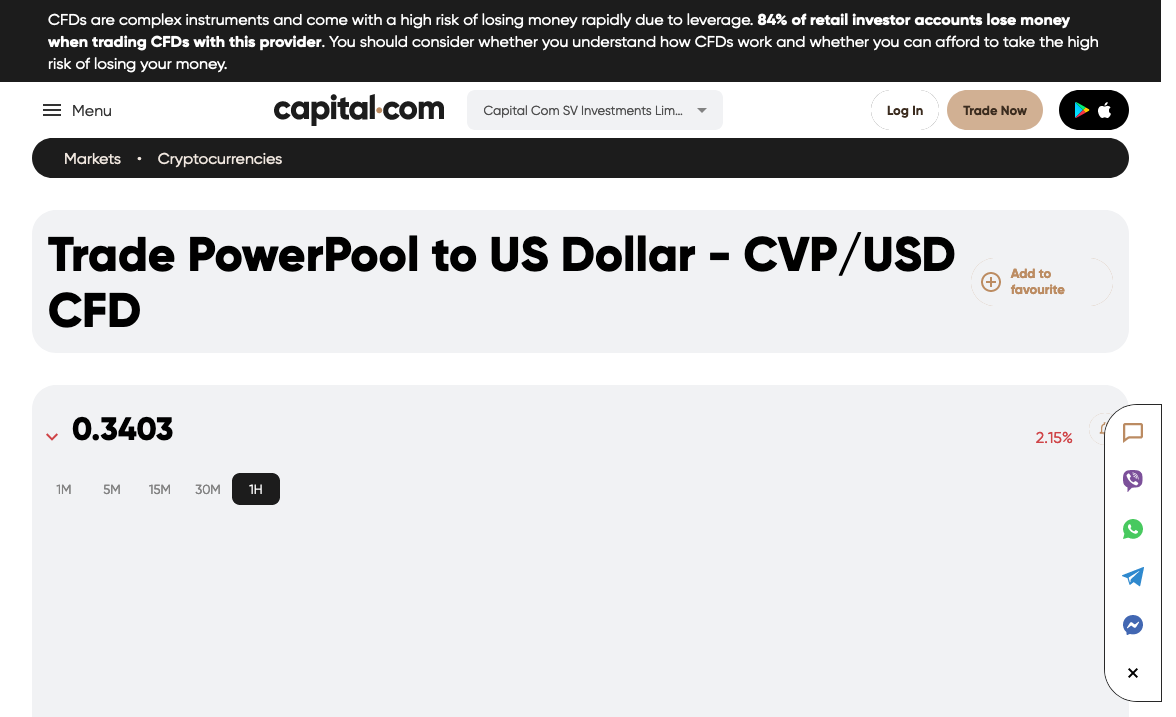 CFDs are complex instruments and come with a high risk of losing money rapidly due to leverage. 84% of retail investor accounts lose money
when trading CFDs with this provider. You should consider whether you understand how CFDs work and whether you can afford to take the high
risk of losing your money.
Menu
capital.com
Capital Com SV Investments Lim...
Log In
Trade Now
Markets • Cryptocurrencies
Trade PowerPool to US Dollar - CVP/USD
CFD
Add to
favourite
0.3403
2.15%
1M 5M 15M 30M 1H